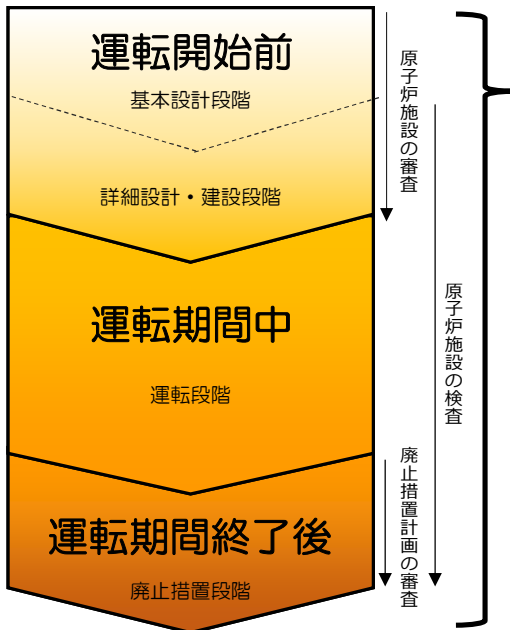 運転開始前
基本設計段階
詳細設計・建設段階
運転期間中
運転段階
運転期間終了後
廃止措置段階
原子炉施設の審査
原子炉施設の検査
廃止措置計画の審査